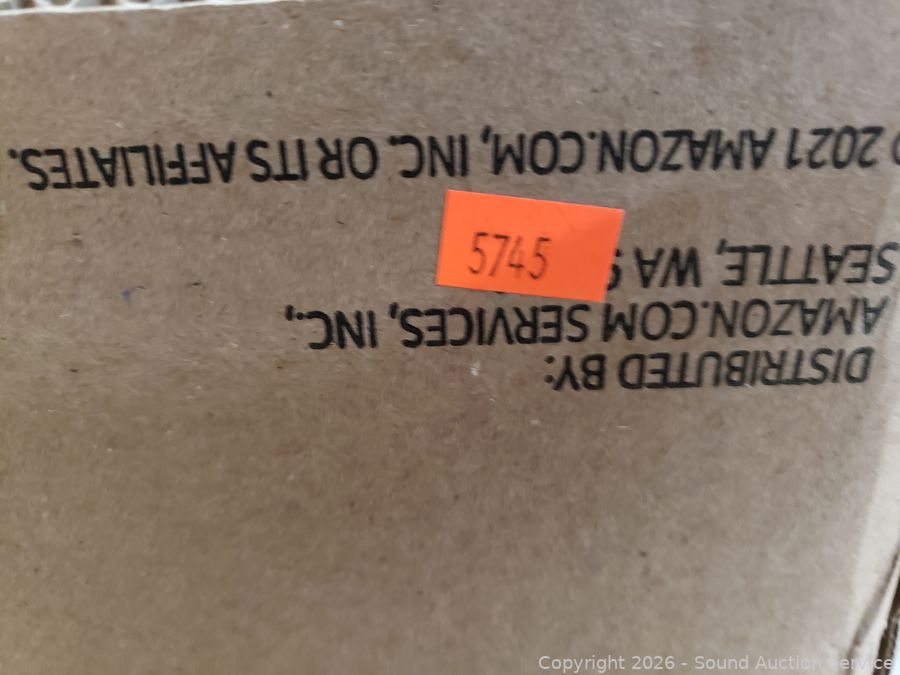 DISTRIBUTED BY:
AMAZON.COM SERVICES, INC.,
SEATTLE, WA
2021 AMAZON.COM, INC. OR ITS AFFILIATES.
5745
Copyright 2026 - Sound Auction Service